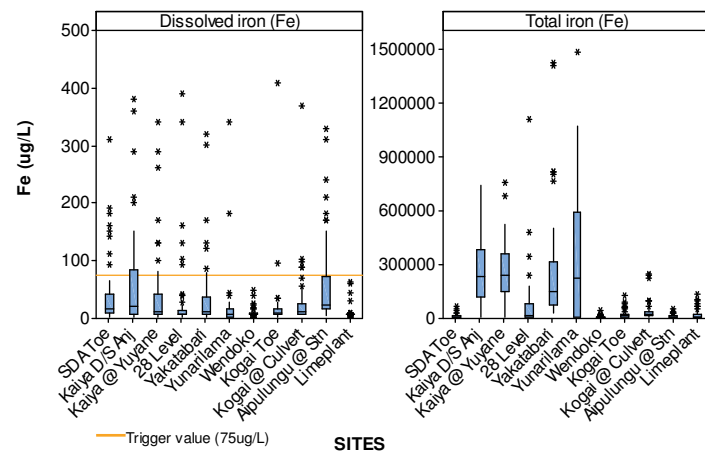 Dissolved iron (Fe)
Total iron (Fe)
Fe (ug/L)
500
400
300
200
100
0
1500000
1200000
900000
600000
300000
0
SDA Toe
Kaiya D/S Anj
Kaiya @ Yuyane
28 Level
Yakatabari
Yunarilama
Wendoko
Kogai Toe
Kogai @ Culvert
Apulungu @ Stn
Limeplant
SDA Toe
Kaiya D/S Anj
Kaiya @ Yuyane
28 Level
Yakatabari
Yunarilama
Wendoko
Kogai Toe
Kogai @ Culvert
Apulungu @ Stn
Limeplant
Trigger value (75ug/L)
SITES